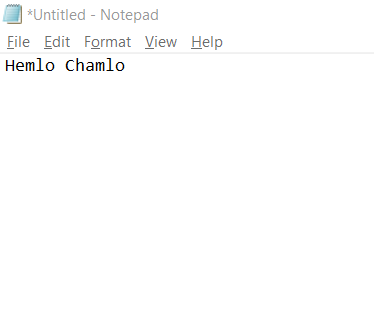 *Untitled - Notepad
File Edit Format View Help
Hemlo Chamlo